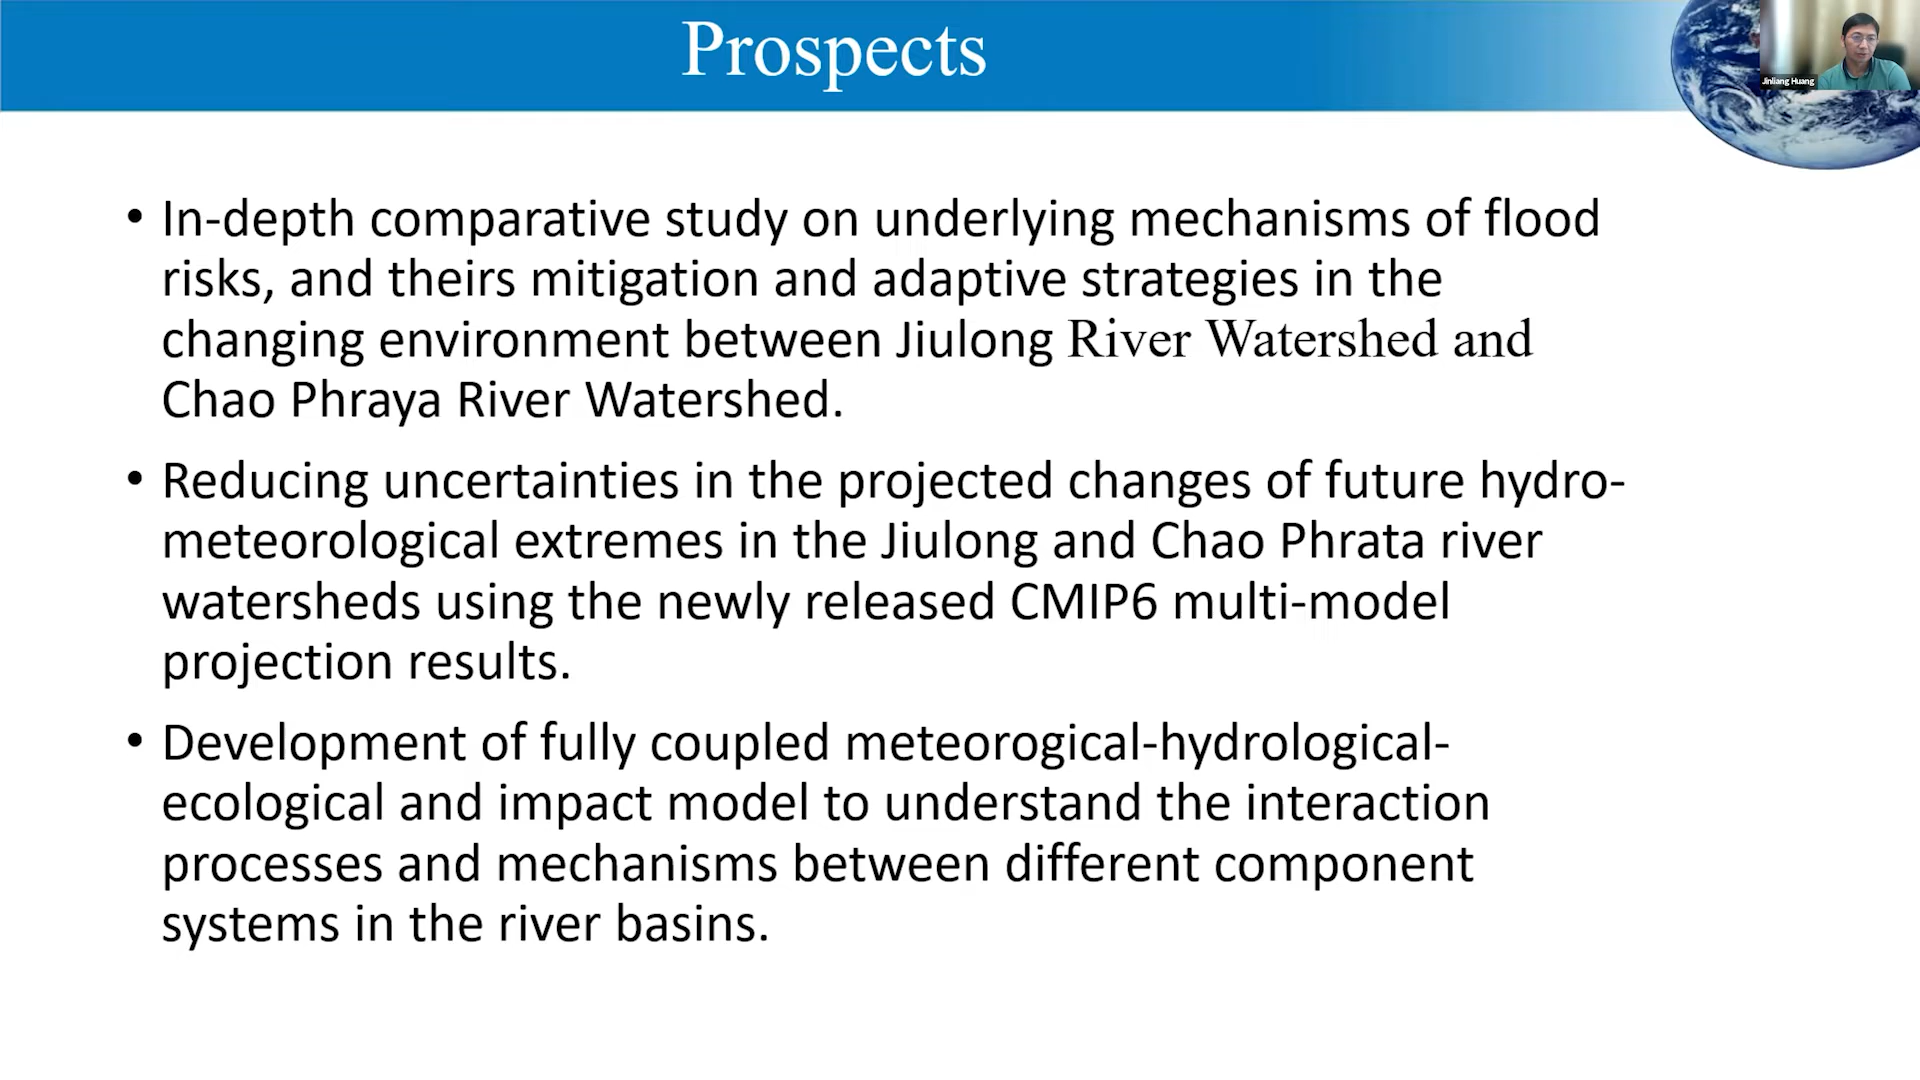 Prospects
Jinliang Huang
• In-depth comparative study on underlying mechanisms of flood
risks, and theirs mitigation and adaptive strategies in the
changing environment between Jiulong River Watershed and
Chao Phraya River Watershed.
• Reducing uncertainties in the projected changes of future hydro-
meteorological extremes in the Jiulong and Chao Phrata river
watersheds using the newly released CMIP6 multi-model
projection results.
• Development of fully coupled meteorogical-hydrological-
ecological and impact model to understand the interaction
processes and mechanisms between different component
systems in the river basins.